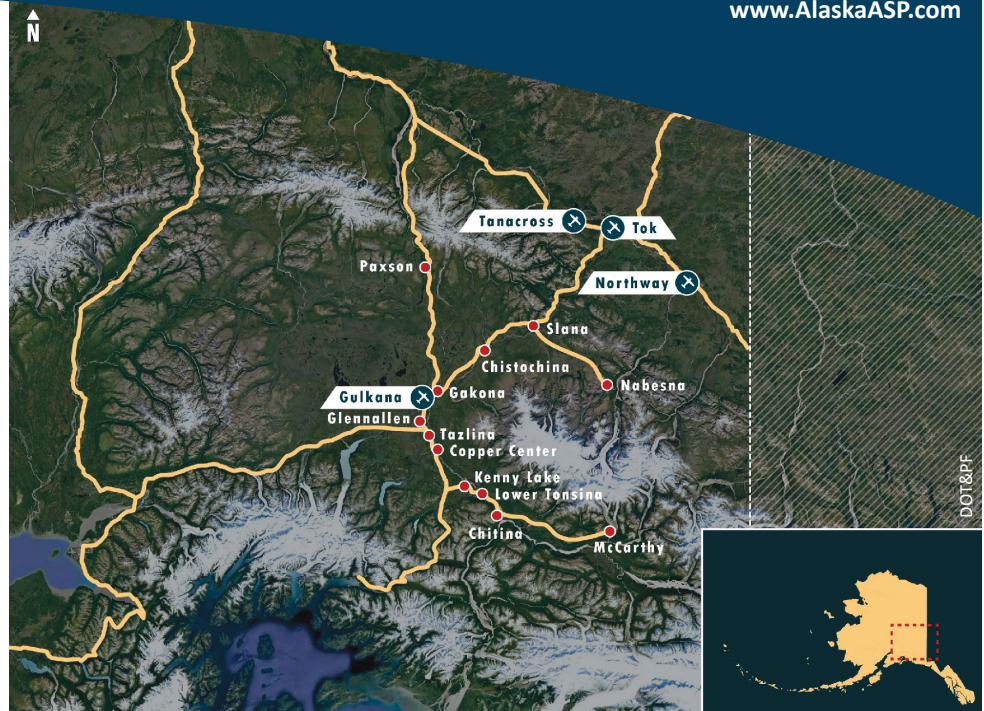 www.AlaskaASP.com
N
Tanacross
Tok
Paxson
Northway
Slana
Chistochina
Nabesna
Gulkana
Gakona
Glennallen
Tazlina
Copper Center
Kenny Lake
Lower Tonsina
Chitina
McCarthy
DOT&PF